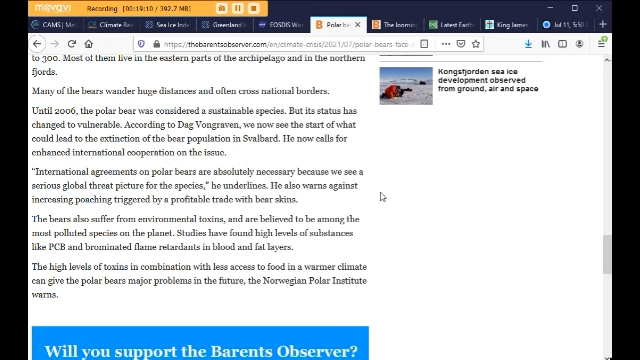 movavi
Recording ( 00:19:10 / 392.7 MB )
CAMS | M
Climate Re
Sea Ice Inde
Greenland I
EOSDIS Wor
Polar be
The looming
Latest Earth
King James
Jul 11, 5:50
https://thebarentsobserver.com/en/climate-crisis/2021/07/polar-bears-face-
to 300. Most of them live in the eastern parts of the archipelago and in the northern
fjords.
Many of the bears wander huge distances and often cross national borders.
Until 2006, the polar bear was considered a sustainable species. But its status has
changed to vulnerable. According to Dag Vongraven, we now see the start of what
could lead to the extinction of the bear population in Svalbard. He now calls for
enhanced international cooperation on the issue.
“International agreements on polar bears are absolutely necessary because we see a
serious global threat picture for the species,” he underlines. He also warns against
increasing poaching triggered by a profitable trade with bear skins.
The bears also suffer from environmental toxins, and are believed to be among the
most polluted species on the planet. Studies have found high levels of substances
like PCB and brominated flame retardants in blood and fat layers.
The high levels of toxins in combination with less access to food in a warmer climate
can give the polar bears major problems in the future, the Norwegian Polar Institute
warns.
Will you support the Barents Observer?
Kongsfjorden sea ice
development observed
from ground, air and space